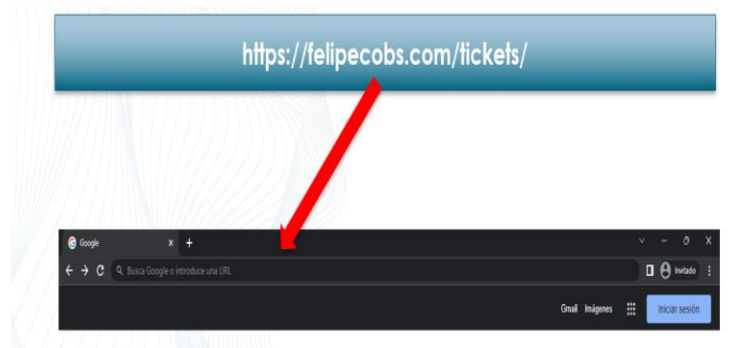 https://felipecobs.com/tickets/
Google
Busca Google o introduce una URL
Invitado
Gmail Imágenes
Iniciar sesión